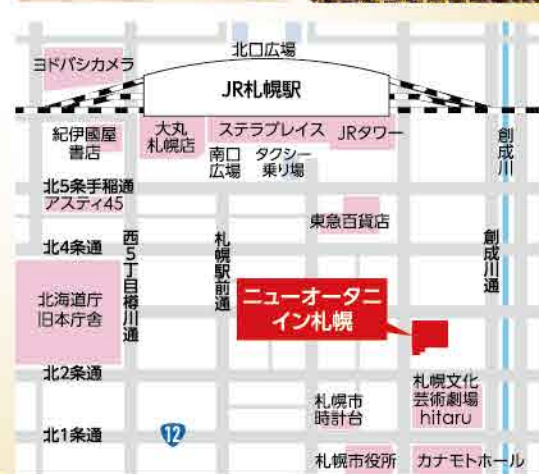 北口広場
ヨドバシカメラ
JR札幌駅
紀伊國屋
書店
大丸
札幌店
ステラプレイス
JRタワー
創成川
南口
広場
タクシー
乗り場
北5条手稲通
アスティ45
東急百貨店
北4条通
西5丁目樽川通
札幌駅前通
創成川通
北海道庁
旧本庁舎
ニューオータニ
イン札幌
北2条通
札幌市
時計台
札幌文化
芸術劇場
hitaru
北1条通
12
札幌市役所
カナモトホール